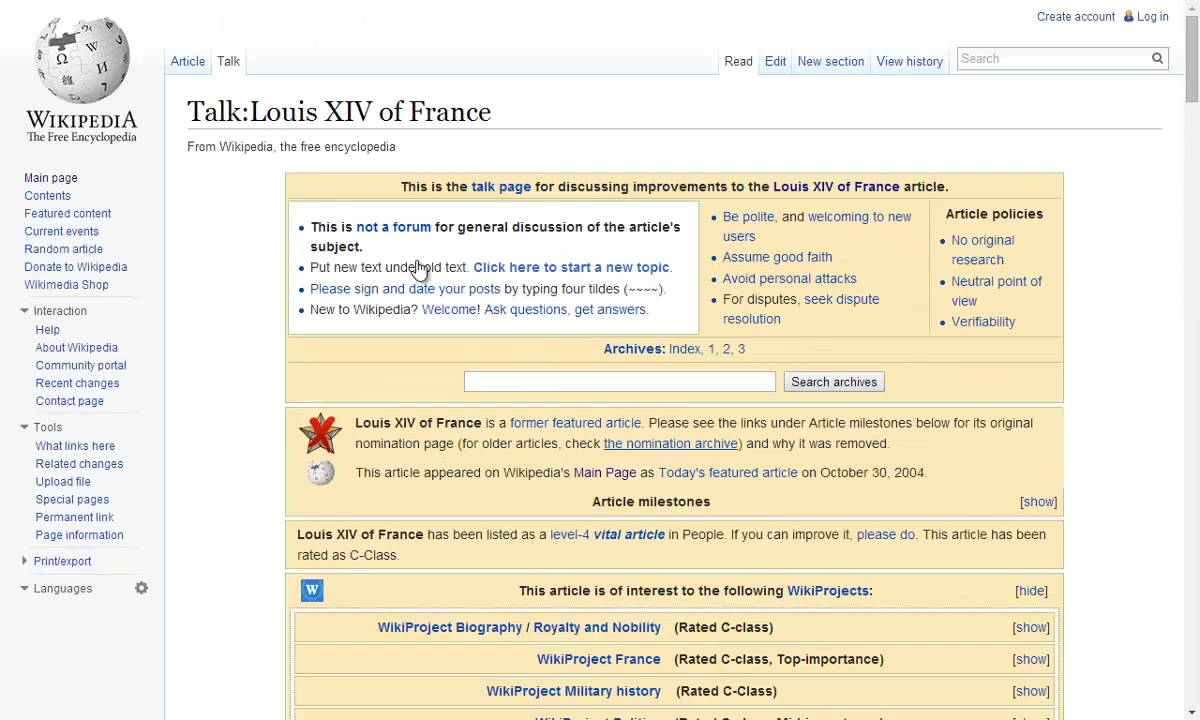 Create account Log in
Article Talk Read Edit New section View history Search
WIKIPEDIA
The Free Encyclopedia
Talk:Louis XIV of France
From Wikipedia, the free encyclopedia
Main page
Contents
Featured content
Current events
Random article
Donate to Wikipedia
Wikimedia Shop
Interaction
Help
About Wikipedia
Community portal
Recent changes
Contact page
Tools
What links here
Related changes
Upload file
Special pages
Permanent link
Page information
Print/export
Languages
This is the talk page for discussing improvements to the Louis XIV of France article.
This is not a forum for general discussion of the article's
subject.
Put new text under old text. Click here to start a new topic.
Please sign and date your posts by typing four tildes (~~~~).
New to Wikipedia? Welcome! Ask questions, get answers.
Be polite, and welcoming to new
users
Assume good faith
Avoid personal attacks
For disputes, seek dispute
resolution
Article policies
No original
research
Neutral point of
view
Verifiability
Archives: Index, 1, 2, 3
Search archives
Louis XIV of France is a former featured article. Please see the links under Article milestones below for its original
nomination page (for older articles, check the nomination archive) and why it was removed.
This article appeared on Wikipedia's Main Page as Today's featured article on October 30, 2004.
Article milestones [show]
Louis XIV of France has been listed as a level-4 vital article in People. If you can improve it, please do. This article has been
rated as C-Class.
W This article is of interest to the following WikiProjects: [hide]
WikiProject Biography / Royalty and Nobility (Rated C-class) [show]
WikiProject France (Rated C-class, Top-importance) [show]
WikiProject Military history (Rated C-Class) [show]